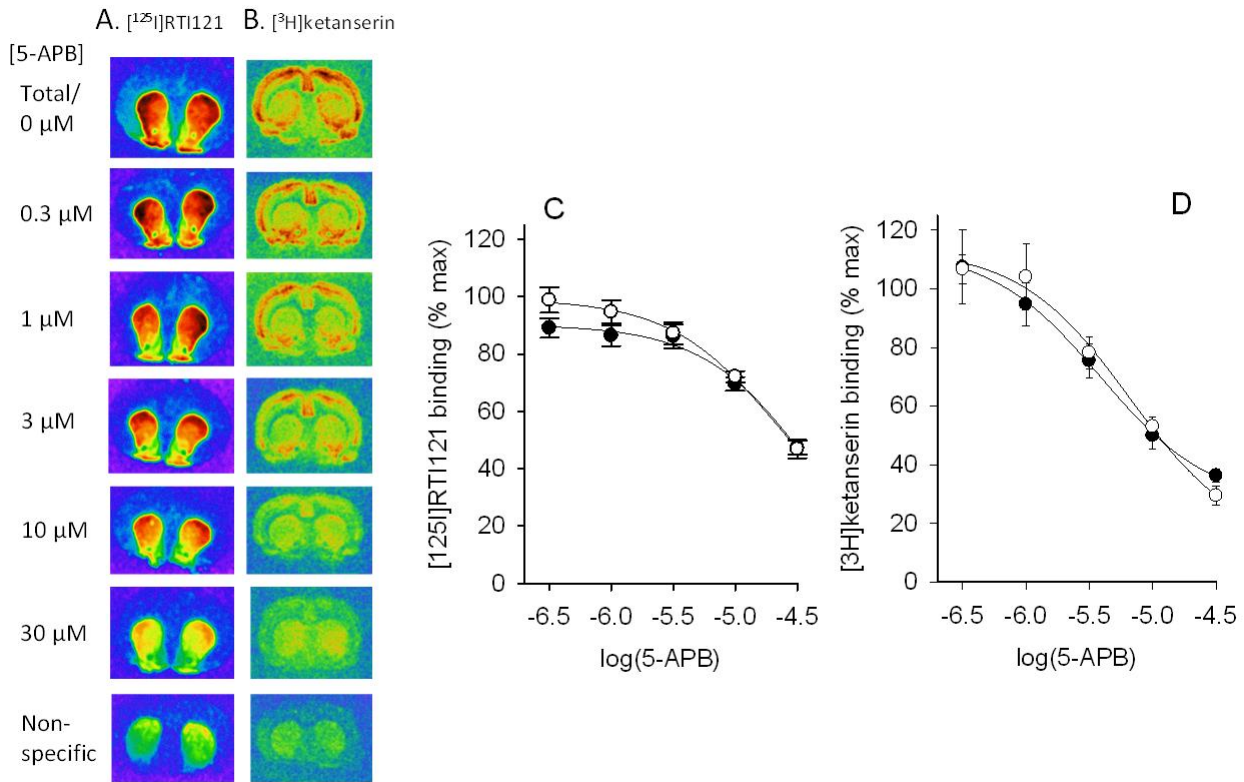 A. [¹²⁵I]RTI121 B. [³H]ketanserin
[5-APB]
Total/
0 µM
0.3 µM
1 µM
3 µM
10 µM
30 µM
Non-
specific
C
[125I]RTI121 binding (% max)
120
100
80
60
40
20
0
-6.5 -6.0 -5.5 -5.0 -4.5
log(5-APB)
D
[3H]ketanserin binding (% max)
120
100
80
60
40
20
0
-6.5 -6.0 -5.5 -5.0 -4.5
log(5-APB)